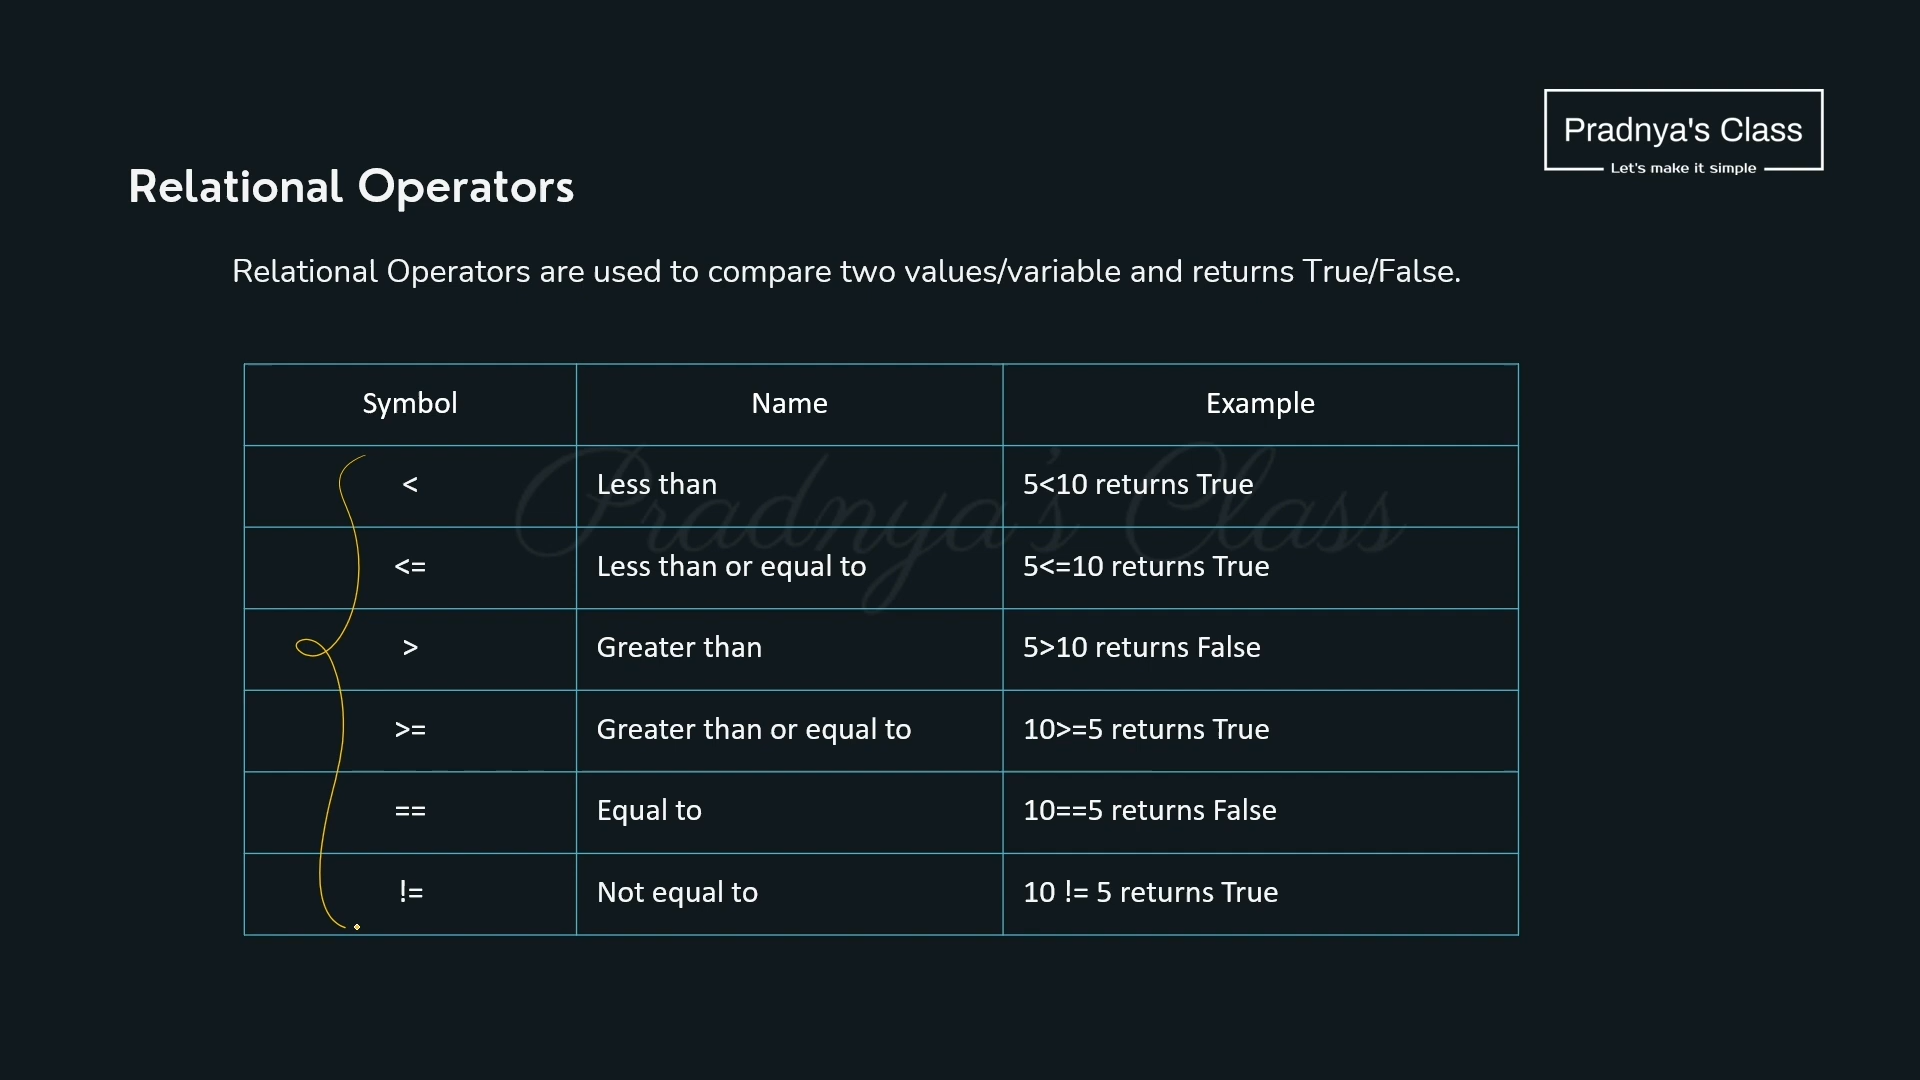 Pradnya's Class
Let's make it simple
Relational Operators
Relational Operators are used to compare two values/variable and returns True/False.
Symbol Name Example
< Less than 5<10 returns True
<= Less than or equal to 5<=10 returns True
> Greater than 5>10 returns False
>= Greater than or equal to 10>=5 returns True
== Equal to 10==5 returns False
!= Not equal to 10 != 5 returns True
Pradnya's Class